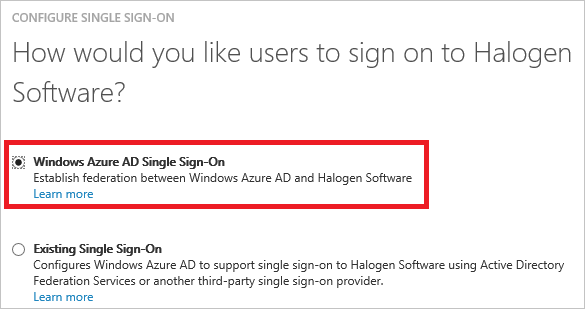 CONFIGURE SINGLE SIGN-ON
How would you like users to sign on to Halogen
Software?
Windows Azure AD Single Sign-On
Establish federation between Windows Azure AD and Halogen Software
Learn more
Existing Single Sign-On
Configures Windows Azure AD to support single sign-on to Halogen Software using Active Directory
Federation Services or another third-party single sign-on provider.
Learn more